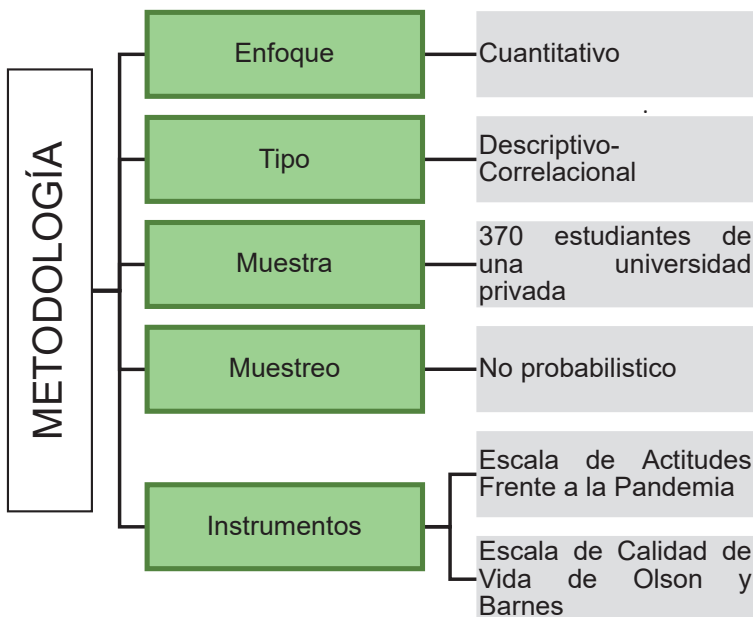 METODOLOGÍA
Enfoque
Cuantitativo
.
Tipo
Descriptivo-
Correlacional
Muestra
370 estudiantes de
una universidad
privada
Muestreo
No probabilistico
Instrumentos
Escala de Actitudes
Frente a la Pandemia
Escala de Calidad de
Vida de Olson y
Barnes